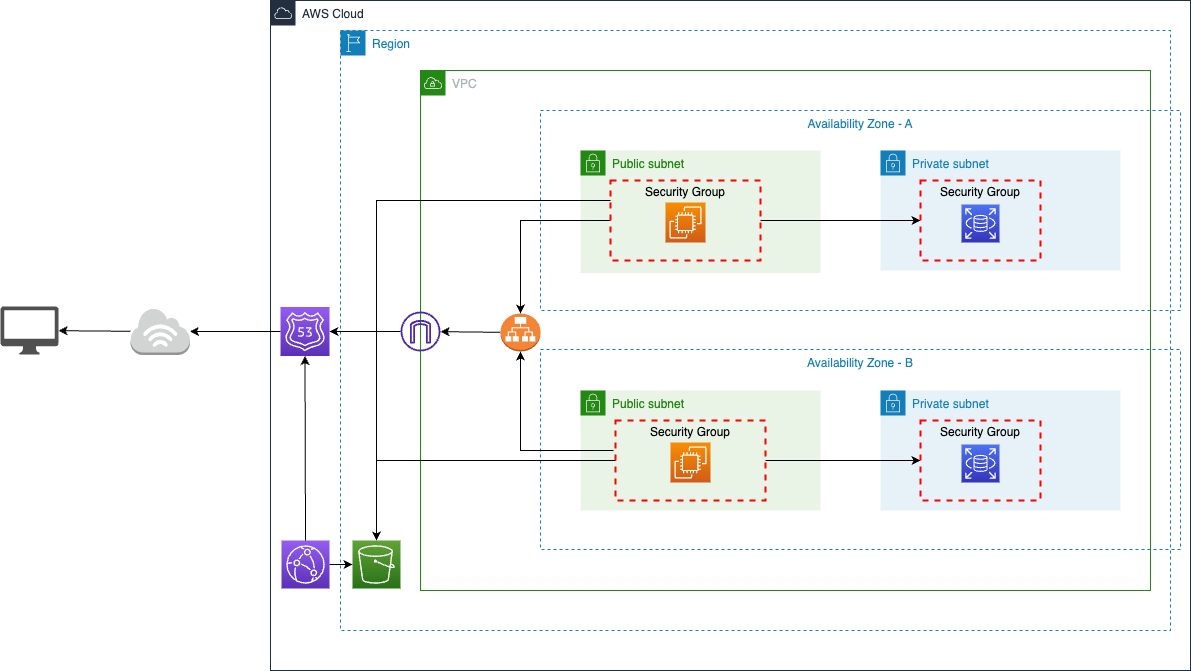 AWS Cloud
Region
VPC
Availability Zone - A
Public subnet
Private subnet
Security Group
Security Group
53
Availability Zone - B
Public subnet
Private subnet
Security Group
Security Group